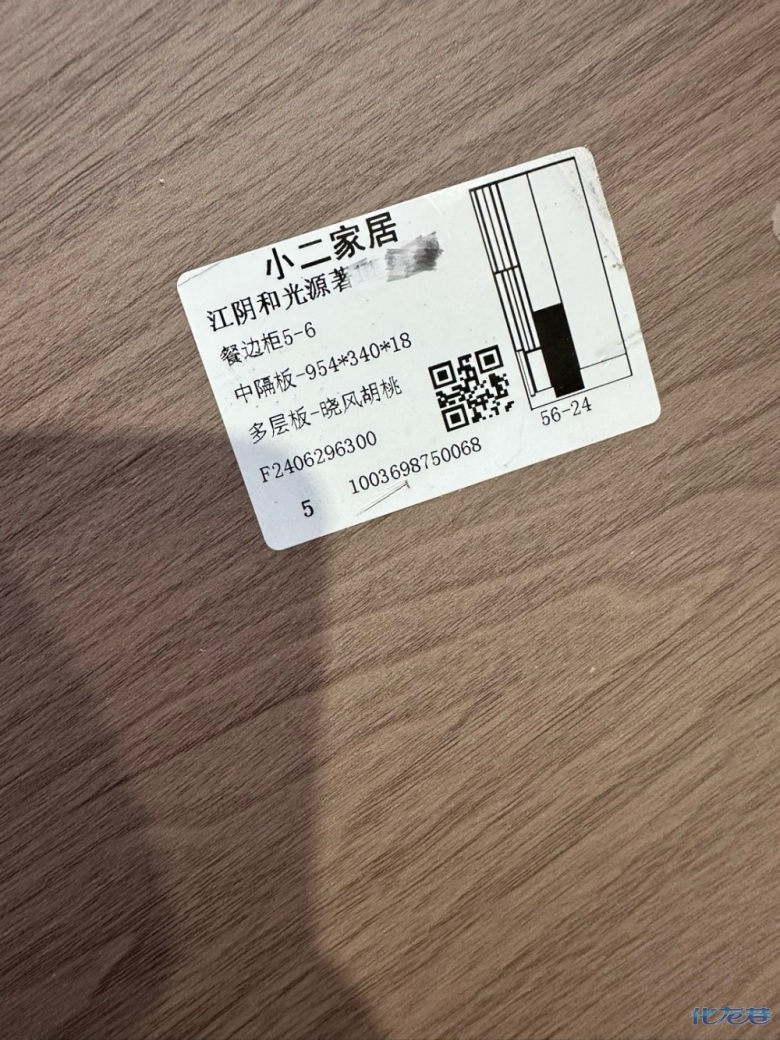 小二家居
江阴和光源著
餐边柜5-6
中隔板-954*340*18
多层板-晓风胡桃
F2406296300
5
1003698750068
56-24
化龙巷